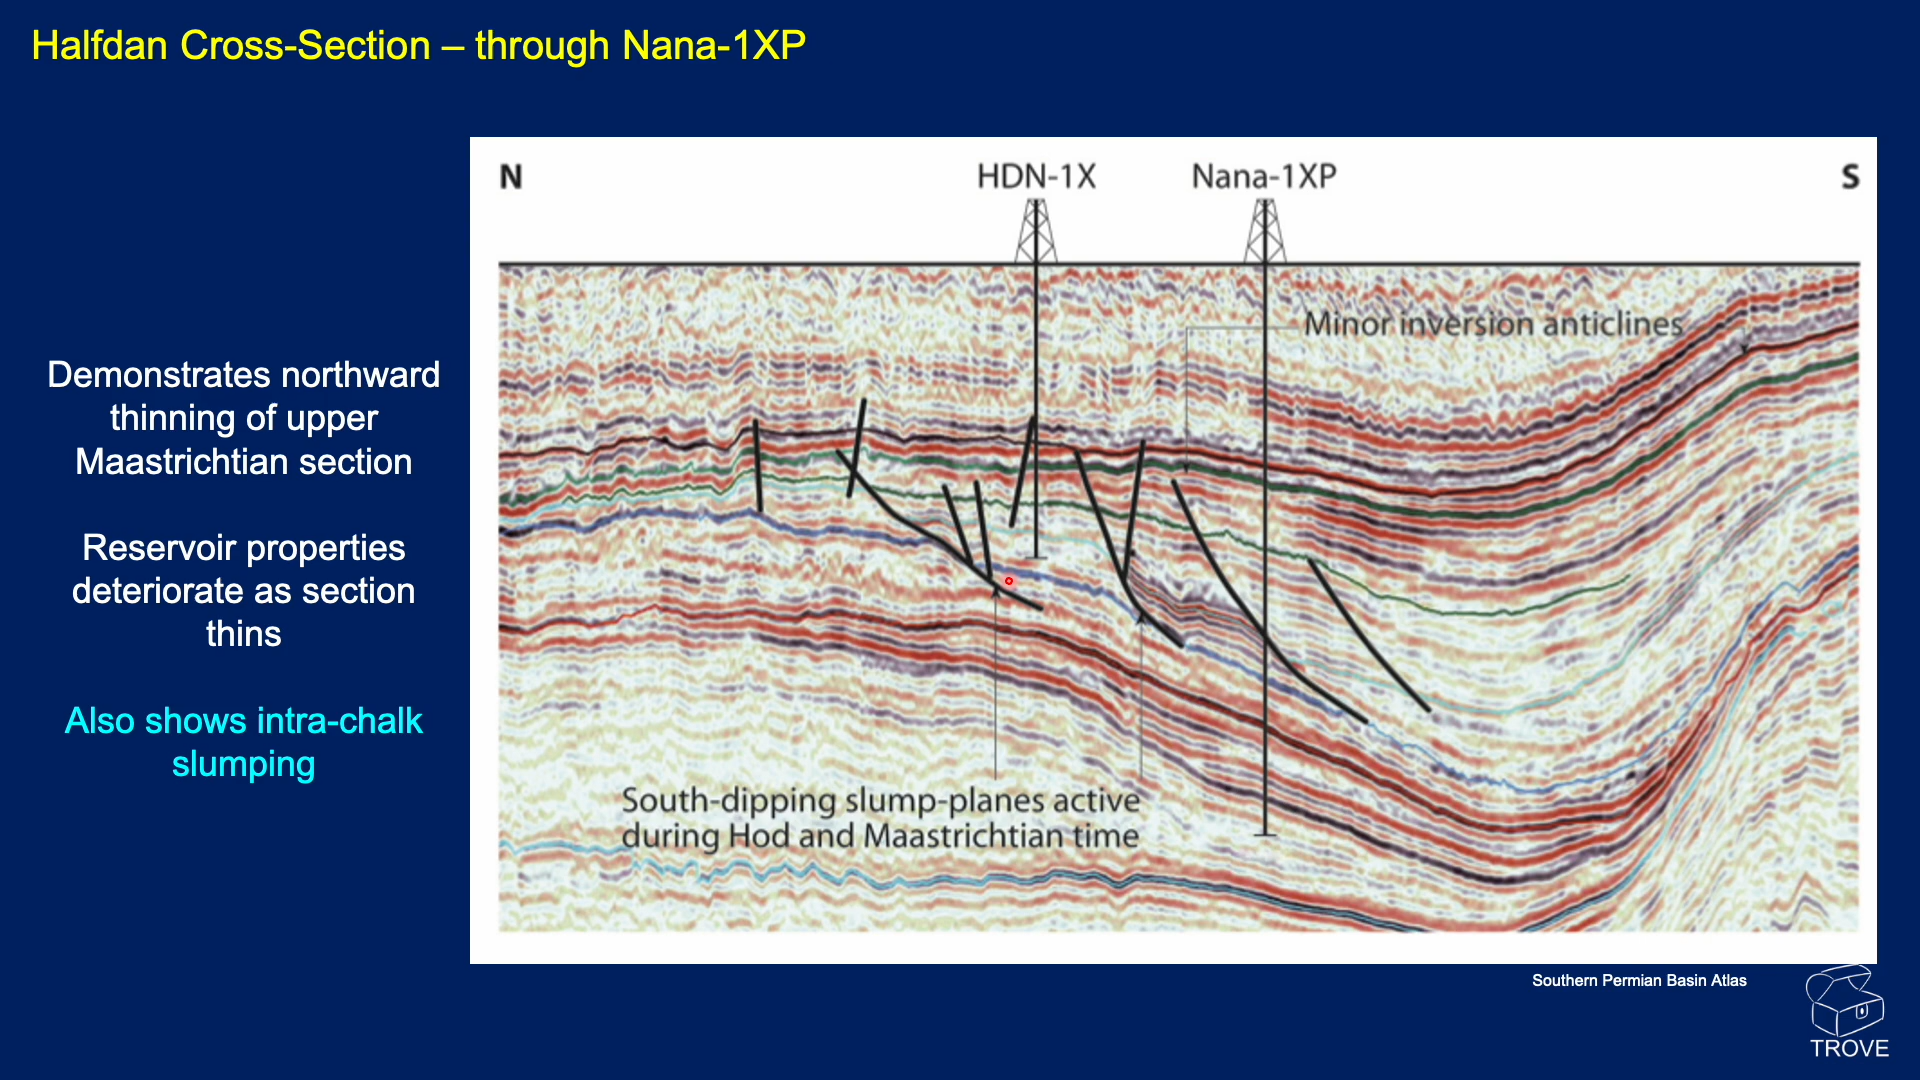 Halfdan Cross-Section – through Nana-1XP
N
HDN-1X
Nana-1XP
S
Minor inversion anticlines
Demonstrates northward
thinning of upper
Maastrichtian section
Reservoir properties
deteriorate as section
thins
Also shows intra-chalk
slumping
South-dipping slump-planes active
during Hod and Maastrichtian time
Southern Permian Basin Atlas
TROVE